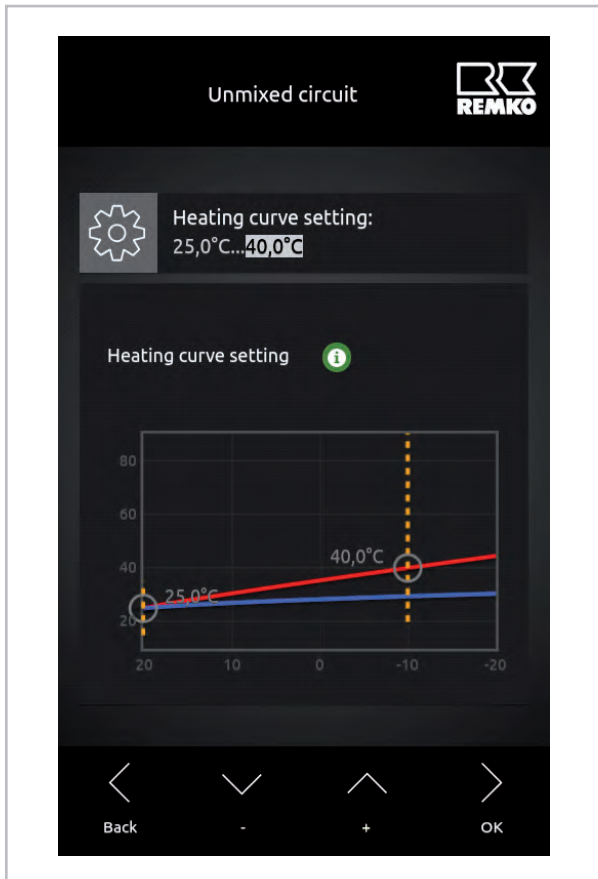 Unmixed circuit
REMKO
Heating curve setting:
25,0°C...40,0°C
Heating curve setting
i
80
60
40
20
40,0°C
25,0°C
20 10 0 -10 -20
Back - + OK